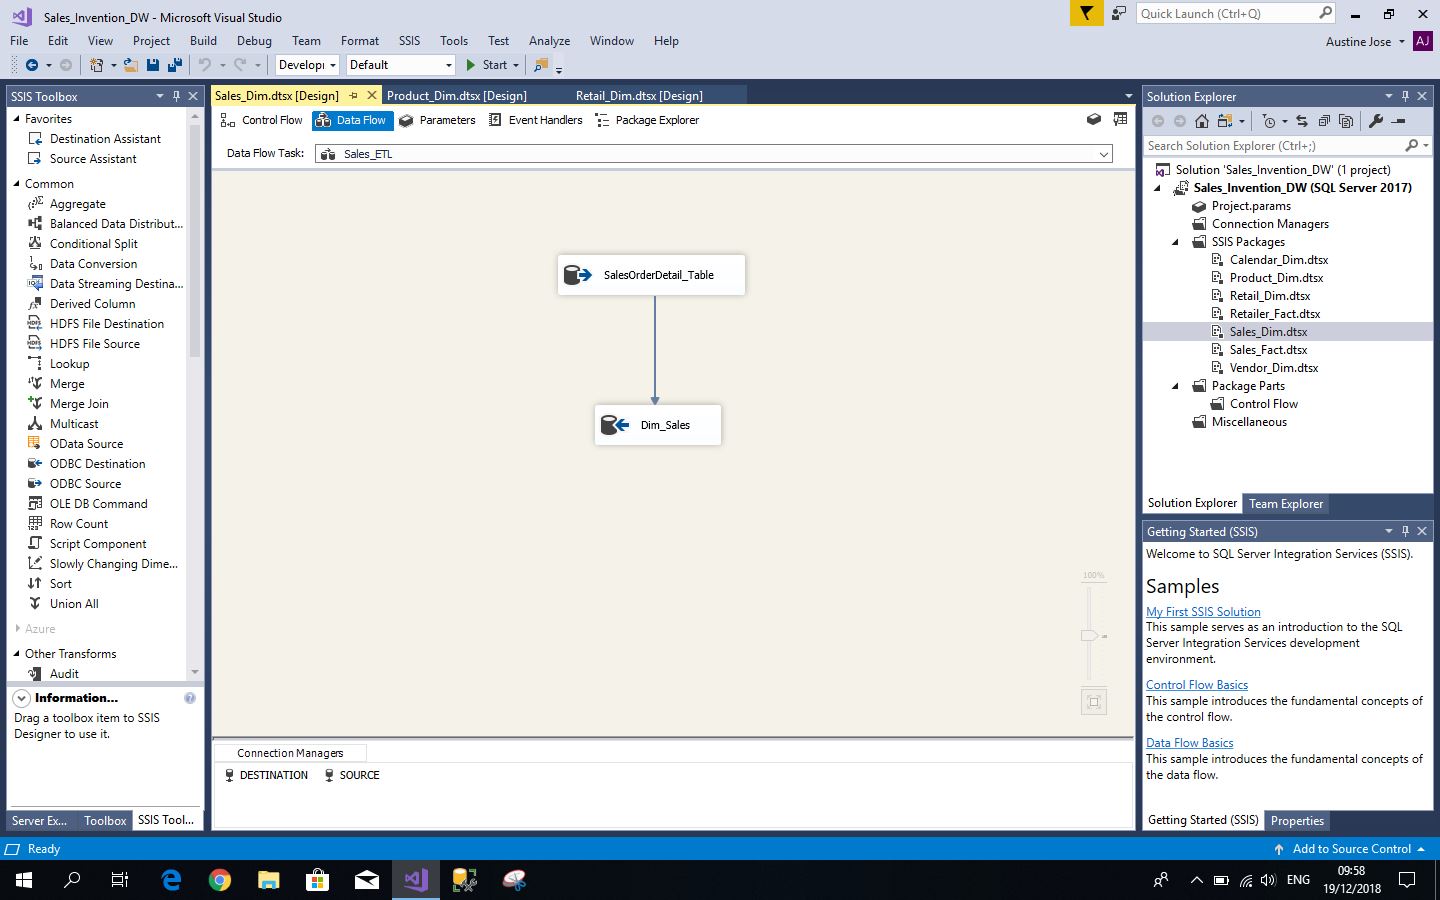 Sales_Invention_DW - Microsoft Visual Studio
Quick Launch (Ctrl+Q)
File Edit View Project Build Debug Team Format SSIS Tools Test Analyze Window Help
Austine Jose AJ
Developi Default Start
SSIS Toolbox
Favorites
Destination Assistant
Source Assistant
Common
Aggregate
Balanced Data Distribut...
Conditional Split
Data Conversion
Data Streaming Destina...
Derived Column
HDFS File Destination
HDFS File Source
Lookup
Merge
Merge Join
Multicast
OData Source
ODBC Destination
ODBC Source
OLE DB Command
Row Count
Script Component
Slowly Changing Dime...
Sort
Union All
Azure
Other Transforms
Audit
Information...
Drag a toolbox item to SSIS
Designer to use it.
Server Ex... Toolbox SSIS Tool...
Sales_Dim.dtsx [Design] Product_Dim.dtsx [Design] Retail_Dim.dtsx [Design]
Control Flow Data Flow Parameters Event Handlers Package Explorer
Data Flow Task: Sales_ETL
SalesOrderDetail_Table
Dim_Sales
100%
Connection Managers
DESTINATION SOURCE
Solution Explorer
Search Solution Explorer (Ctrl+;)
Solution 'Sales_Invention_DW' (1 project)
Sales_Invention_DW (SQL Server 2017)
Project.params
Connection Managers
SSIS Packages
Calendar_Dim.dtsx
Product_Dim.dtsx
Retail_Dim.dtsx
Retailer_Fact.dtsx
Sales_Dim.dtsx
Sales_Fact.dtsx
Vendor_Dim.dtsx
Package Parts
Control Flow
Miscellaneous
Solution Explorer Team Explorer
Getting Started (SSIS)
Welcome to SQL Server Integration Services (SSIS).
Samples
My First SSIS Solution
This sample serves as an introduction to the SQL
Server Integration Services development
environment.
Control Flow Basics
This sample introduces the fundamental concepts of
the control flow.
Data Flow Basics
This sample introduces the fundamental concepts of
the data flow.
Getting Started (SSIS) Properties
Ready
Add to Source Control
ENG
09:58
19/12/2018